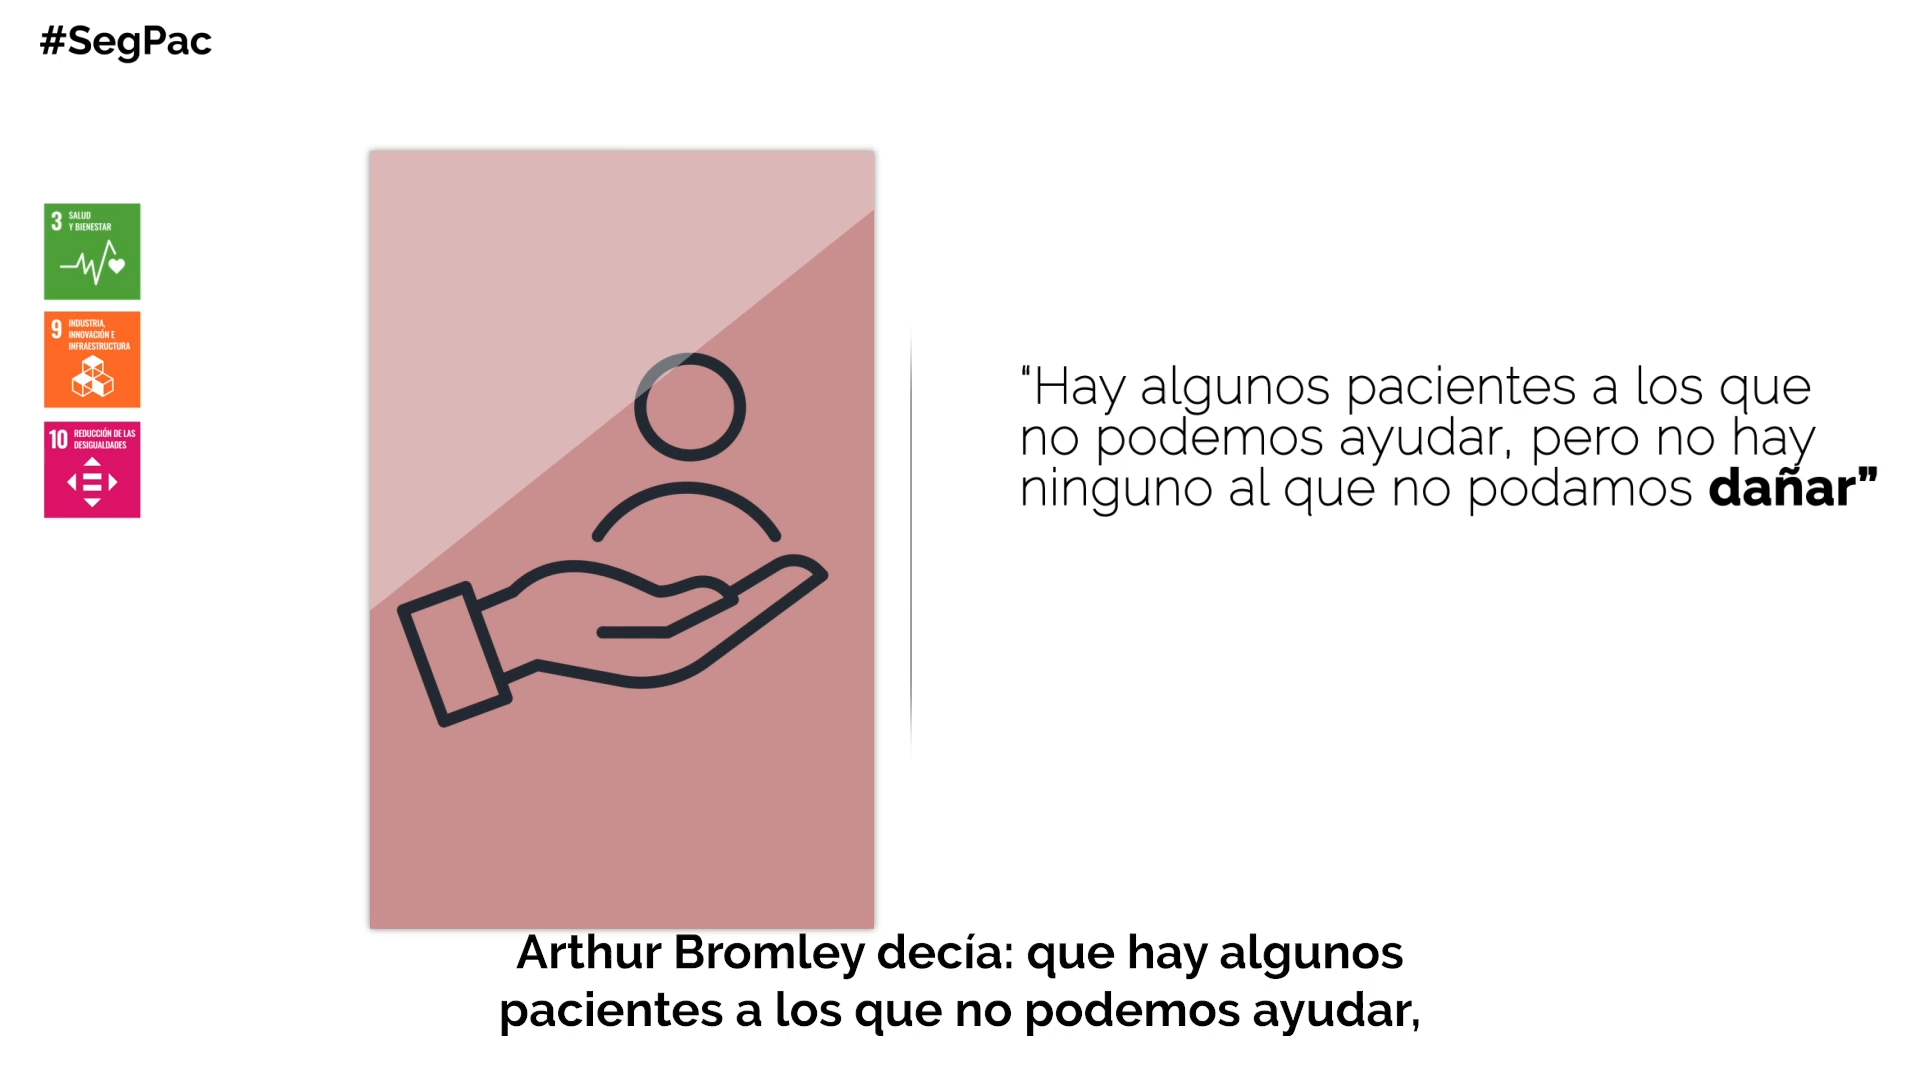 #SegPac
3 SALUD
Y BIENESTAR
9 INDUSTRIA,
INNOVACIÓN E
INFRAESTRUCTURA
10 REDUCCIÓN DE LAS
DESIGUALDADES
“Hay algunos pacientes a los que
no podemos ayudar, pero no hay
ninguno al que no podamos dañar”
Arthur Bromley decía: que hay algunos
pacientes a los que no podemos ayudar,